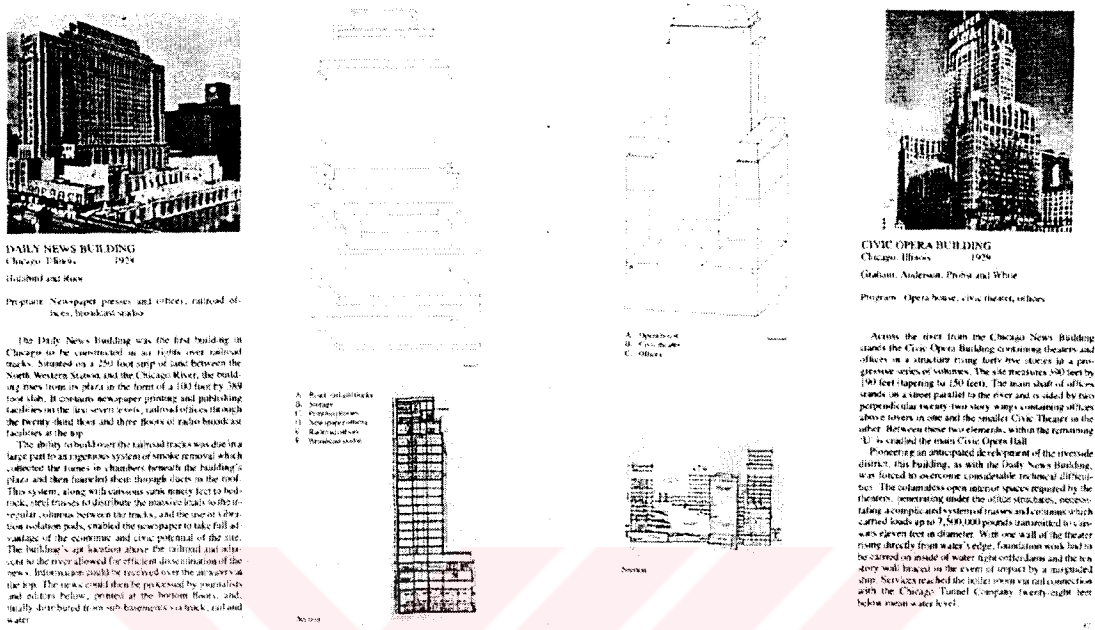 DAILY NEWS BUILDING
Chicago, Illinois 1929
Holabird and Root
Program: Newspaper presses and offices, railroad of-
fices, broadcast studio
The Daily News Building was the first building in
Chicago to be constructed in air rights over railroad
tracks. Situated on a 250 foot strip of land between the
North Western Station and the Chicago River, the build-
ing rises from its plaza in the form of a 100 foot by 389
foot slab. It contains newspaper printing and publishing
facilities on the first seven levels, railroad offices through
the twenty-third floor and three floors of radio broadcast
facilities at the top.
The ability to build over the railroad tracks was due in a
large part to an ingenious system of smoke removal which
collected the fumes in chambers beneath the building's
plaza and then funneled them through ducts to the roof.
This system, along with caissons sunk ninety feet to bed-
rock, steel trusses to distribute the massive loads to the ir-
regular columns between the tracks, and the use of vibra-
tion isolation pads, enabled the newspaper to take full ad-
vantage of the economic and civic potential of the site.
The building's apt location above the railroad and adja-
cent to the river allowed for efficient dissemination of the
news. Information could be received over the airwaves at
the top. The news could then be processed by journalists
and editors below, printed at the bottom floors, and,
finally distributed from sub-basements via truck, rail and
water.
A.
B. Storage
C.
D. Newspaper offices
E. Railroad offices
F. Broadcast studio
Section
A. Opera house
B. Civic theater
C. Offices
Section
CIVIC OPERA BUILDING
Chicago, Illinois 1929
Graham, Anderson, Probst and White
Program: Opera house, civic theater, offices
Across the river from the Chicago News Building
stands the Civic Opera Building containing theaters and
offices in a structure rising forty-five stories in a pro-
gressive series of volumes. The site measures 390 feet by
190 feet (tapering to 150 feet). The main shaft of offices
stands on a street parallel to the river and is sided by two
perpendicular twenty-two story wings containing offices
above foyers in one and the smaller Civic Theater in the
other. Between these two elements, within the remaining
'U' is cradled the main Civic Opera Hall.
Pioneering an anticipated development of the riverside
district, this building, as with the Daily News Building,
was forced to overcome considerable technical difficul-
ties. The columnless open interior spaces required by the
theaters, penetrating under the office structures, necessi-
tating a complicated system of trusses and columns which
carried loads up to 7,500,000 pounds transmitted to cais-
sons eleven feet in diameter. With one wall of the theater
rising directly from water's edge, foundation work had to
be carried on inside of water tight cofferdams and the ten
story wall braced in the event of impact by a misguided
ship. Services reached the boiler room via rail connection
with the Chicago Tunnel Company twenty-eight feet
below mean water level.